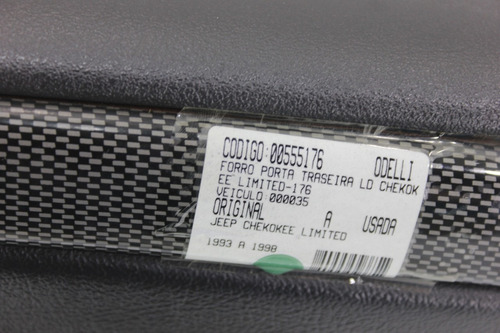 CODIGO:00555176 ODELLI
FORRO PORTA TRASEIRA LD CHEKOK
EE LIMITED-176
VEICULO 000035
ORIGINAL A USADA
JEEP CHEKOKEE LIMITED
1993 A 1998